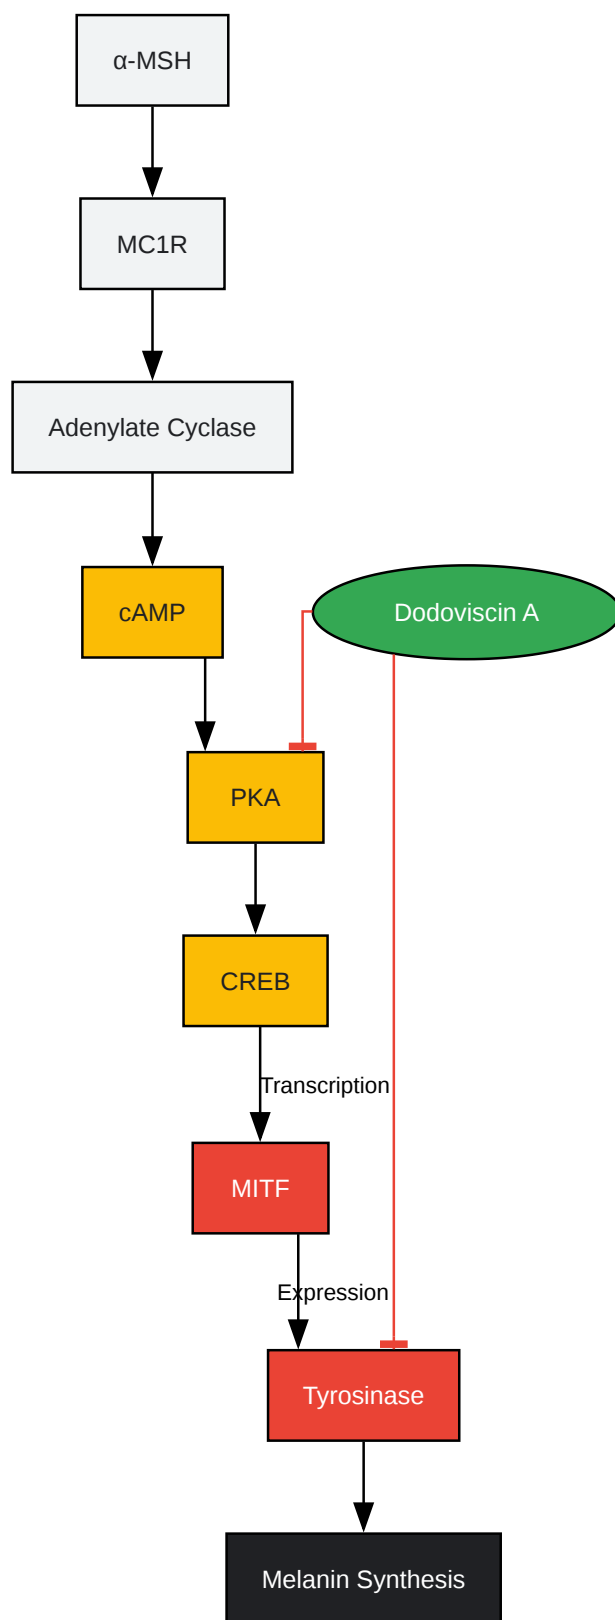 α-MSH
MC1R
Adenylate Cyclase
cAMP
Dodoviscin A
PKA
CREB
Transcription
MITF
Expression
Tyrosinase
Melanin Synthesis